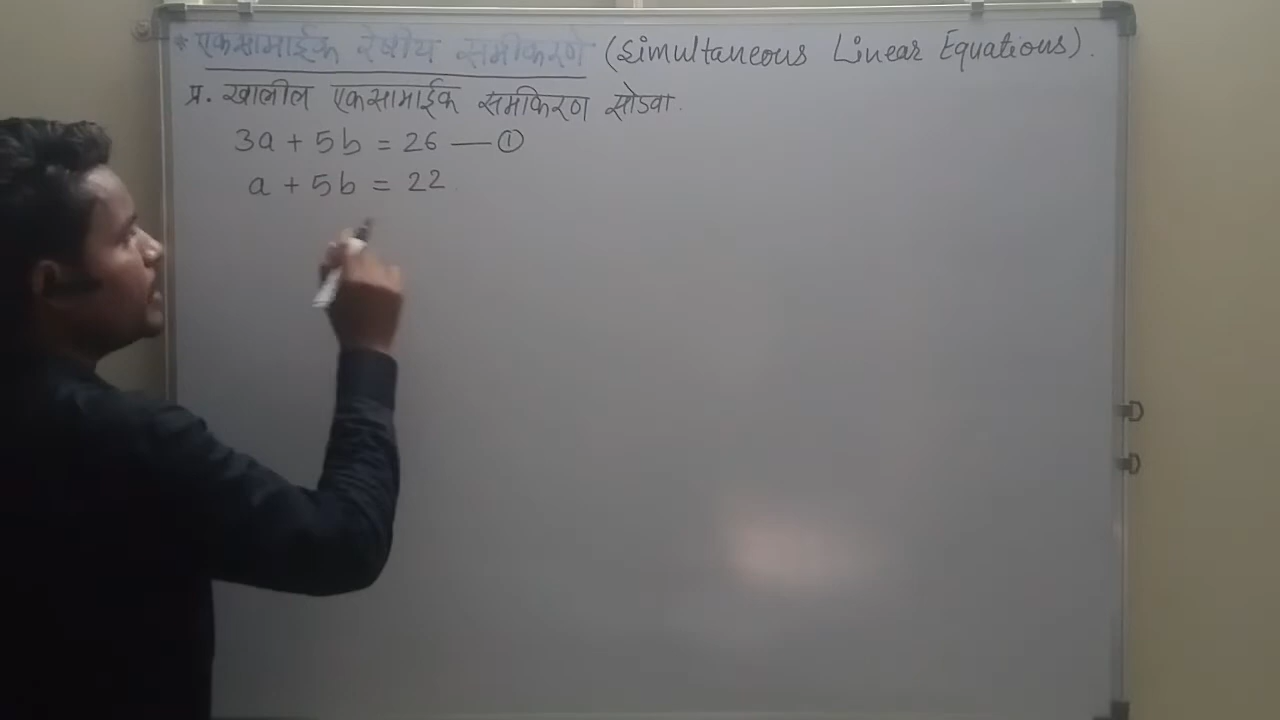 * एकसामाईक रेषीय समीकरणे (Simultaneous Linear Equations).
प्र. खालील एकसामाईक समकिरण सोडवा.
3a + 5b = 26 — ①
a + 5b = 22